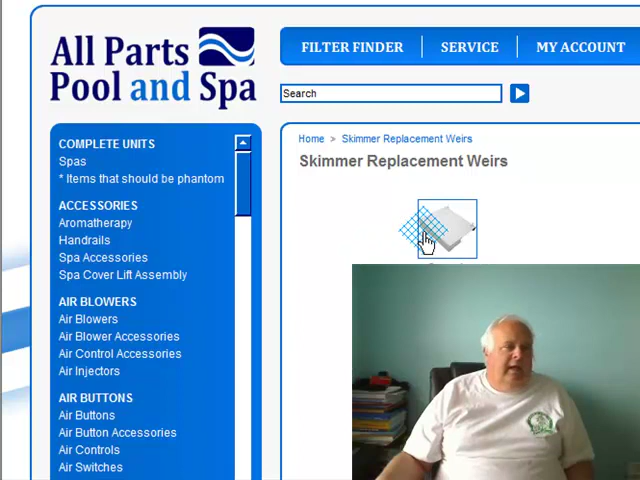 All Parts
Pool and Spa
FILTER FINDER
SERVICE
MY ACCOUNT
Search
Home > Skimmer Replacement Weirs
Skimmer Replacement Weirs
COMPLETE UNITS
Spas
* Items that should be phantom
ACCESSORIES
Aromatherapy
Handrails
Spa Accessories
Spa Cover Lift Assembly
AIR BLOWERS
Air Blowers
Air Blower Accessories
Air Control Accessories
Air Injectors
AIR BUTTONS
Air Buttons
Air Button Accessories
Air Controls
Air Switches